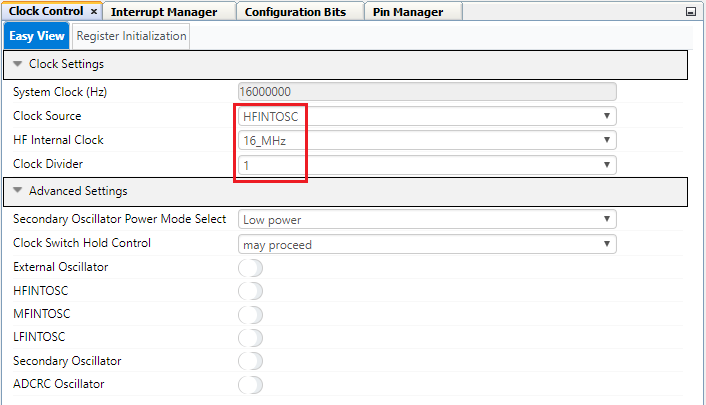 Clock Control × Interrupt Manager Configuration Bits Pin Manager
Easy View Register Initialization
Clock Settings
System Clock (Hz) 16000000
Clock Source HFINTOSC
HF Internal Clock 16_MHz
Clock Divider 1
Advanced Settings
Secondary Oscillator Power Mode Select Low power
Clock Switch Hold Control may proceed
External Oscillator
HFINTOSC
MFINTOSC
LFINTOSC
Secondary Oscillator
ADCRC Oscillator